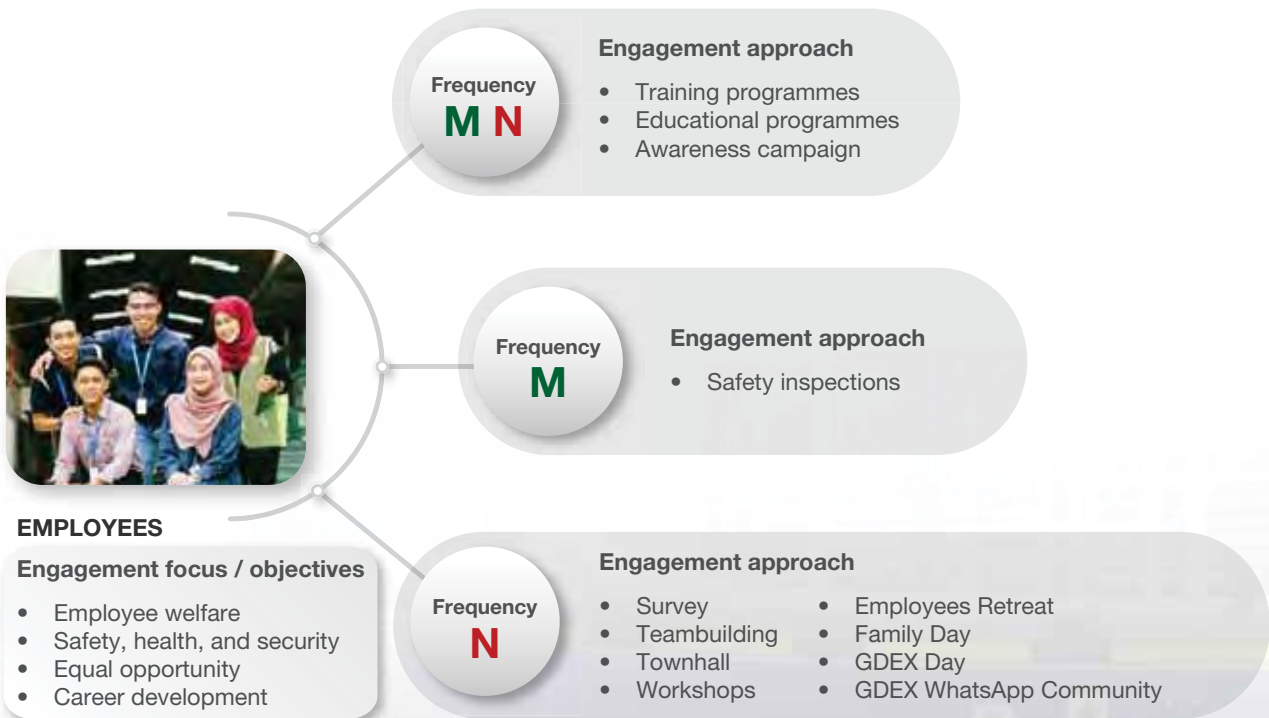 Frequency
M N
Engagement approach
• Training programmes
• Educational programmes
• Awareness campaign
Frequency
M
Engagement approach
• Safety inspections
EMPLOYEES
Engagement focus / objectives
• Employee welfare
• Safety, health, and security
• Equal opportunity
• Career development
Frequency
N
Engagement approach
• Survey
• Teambuilding
• Townhall
• Workshops
• Employees Retreat
• Family Day
• GDEX Day
• GDEX WhatsApp Community